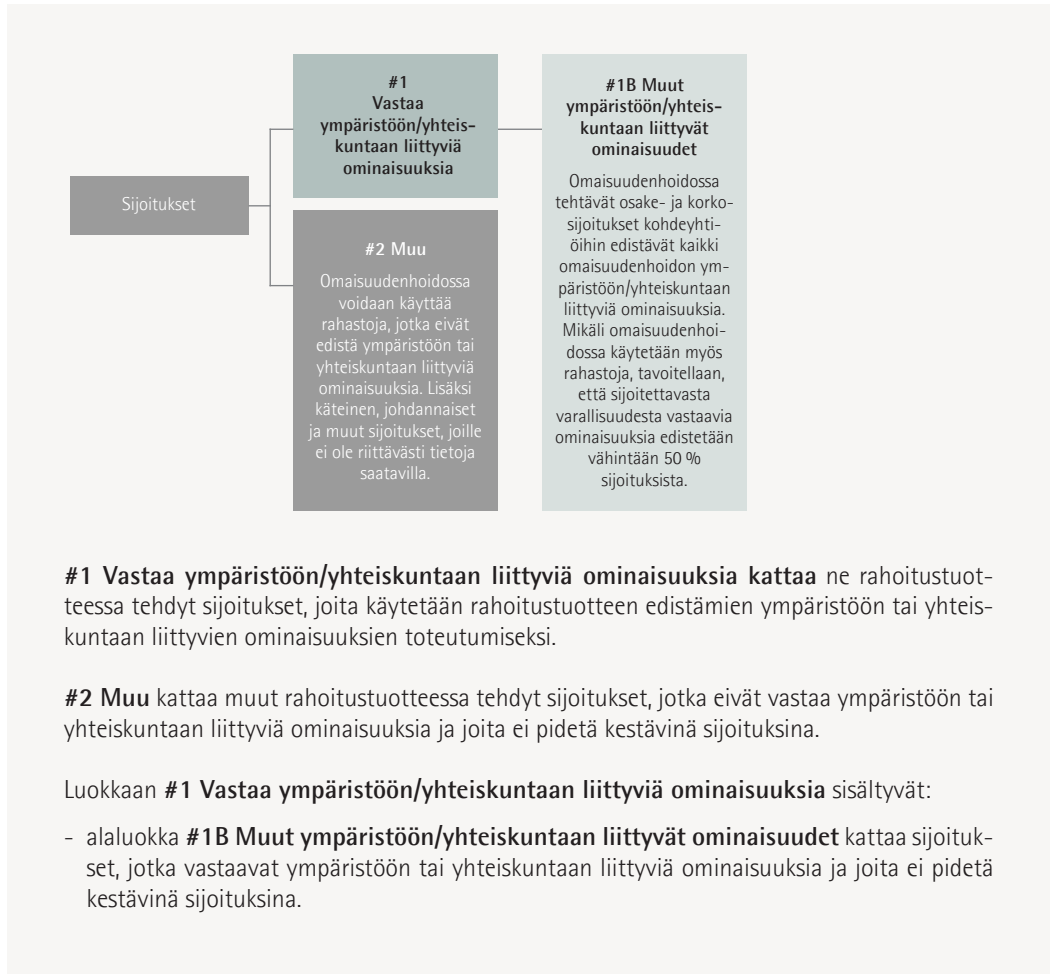 Sijoitukset
#1
Vastaa
ympäristöön/yhteis-
kuntaan liittyviä
ominaisuuksia
#2 Muu
Omaisuudenhoidossa
voidaan käyttää
rahastoja, jotka eivät
edistä ympäristöön tai
yhteiskuntaan liittyviä
ominaisuuksia. Lisäksi
käteinen, johdannaiset
ja muut sijoitukset, joille
ei ole riittävästi tietoja
saatavilla.
#1B Muut
ympäristöön/yhteis-
kuntaan liittyvät
ominaisuudet
Omaisuudenhoidossa
tehtävät osake- ja korko-
sijoitukset kohdeyhti-
öihin edistävät kaikki
omaisuudenhoidon ym-
päristöön/yhteiskuntaan
liittyviä ominaisuuksia.
Mikäli omaisuudenhoi-
dossa käytetään myös
rahastoja, tavoitellaan,
että sijoitettavasta
varallisuudesta vastaavia
ominaisuuksia edistetään
vähintään 50 %
sijoituksista.
#1 Vastaa ympäristöön/yhteiskuntaan liittyviä ominaisuuksia kattaa ne rahoitustuot-
teessa tehdyt sijoitukset, joita käytetään rahoitustuotteen edistämien ympäristöön tai yhteis-
kuntaan liittyvien ominaisuuksien toteutumiseksi.
#2 Muu kattaa muut rahoitustuotteessa tehdyt sijoitukset, jotka eivät vastaa ympäristöön tai
yhteiskuntaan liittyviä ominaisuuksia ja joita ei pidetä kestävinä sijoituksina.
Luokkaan #1 Vastaa ympäristöön/yhteiskuntaan liittyviä ominaisuuksia sisältyvät:
- alaluokka #1B Muut ympäristöön/yhteiskuntaan liittyvät ominaisuudet kattaa sijoituk-
set, jotka vastaavat ympäristöön tai yhteiskuntaan liittyviä ominaisuuksia ja joita ei pidetä
kestävinä sijoituksina.